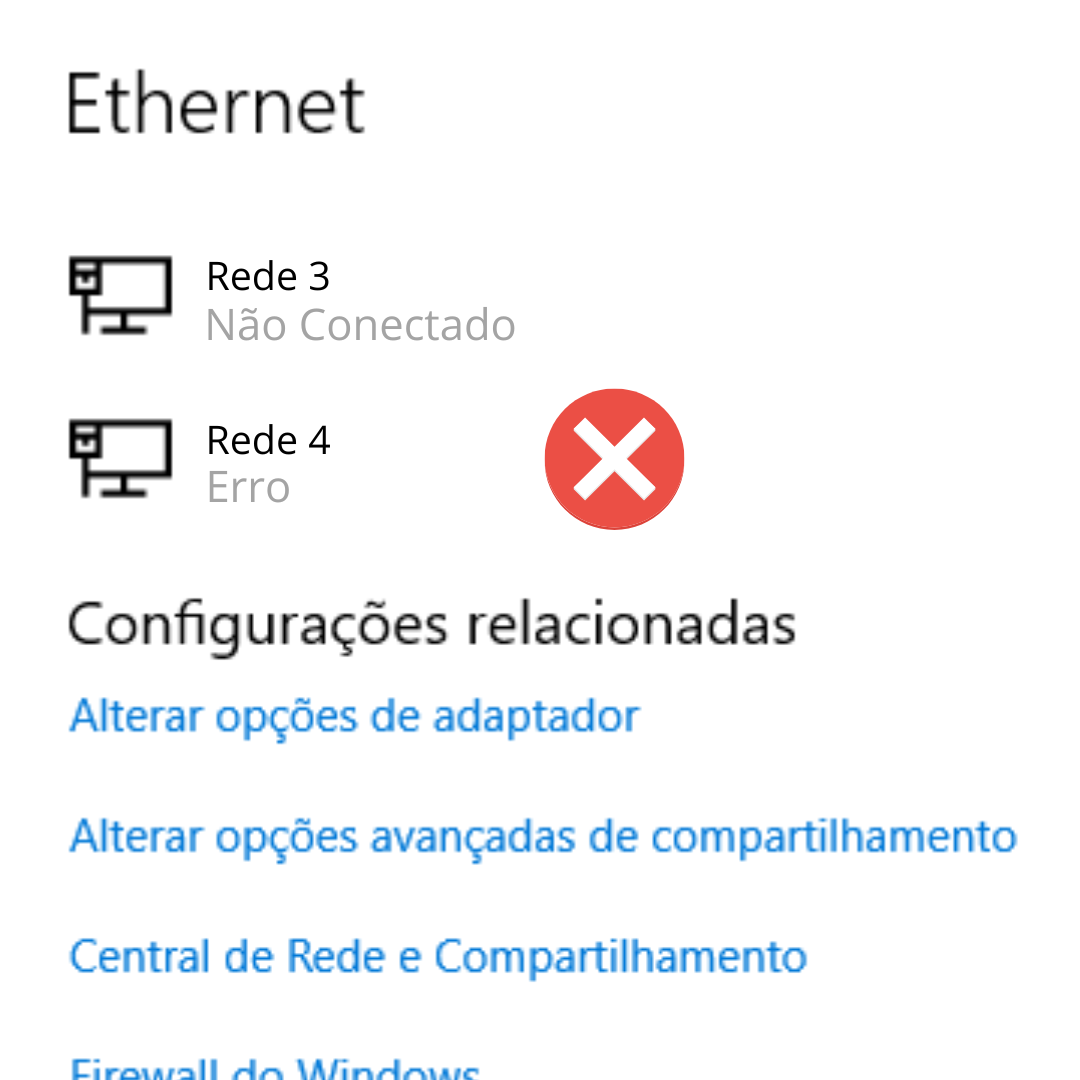 Ethernet
Rede 3
Não Conectado
Rede 4
Erro
Configurações relacionadas
Alterar opções de adaptador
Alterar opções avançadas de compartilhamento
Central de Rede e Compartilhamento
Firewall do Windows